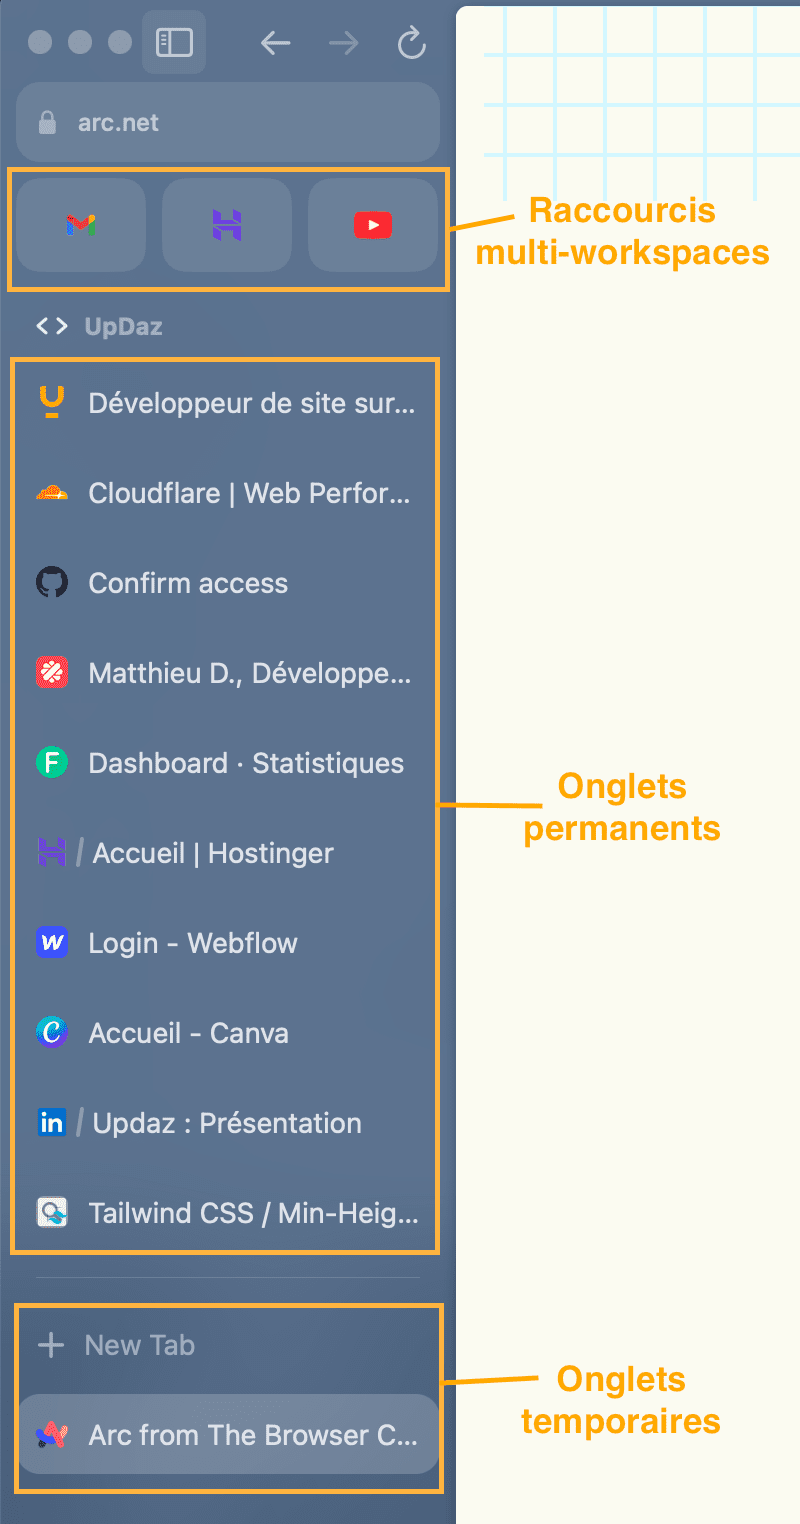 arc.net
Raccourcis
multi-workspaces
UpDaz
Développeur de site sur...
Cloudflare | Web Perfor...
Confirm access
Matthieu D., Développe...
Dashboard · Statistiques
Onglets
permanents
/ Accueil | Hostinger
Login - Webflow
Accueil - Canva
/ Updaz : Présentation
Tailwind CSS / Min-Heig...
New Tab
Onglets
temporaires
Arc from The Browser C...